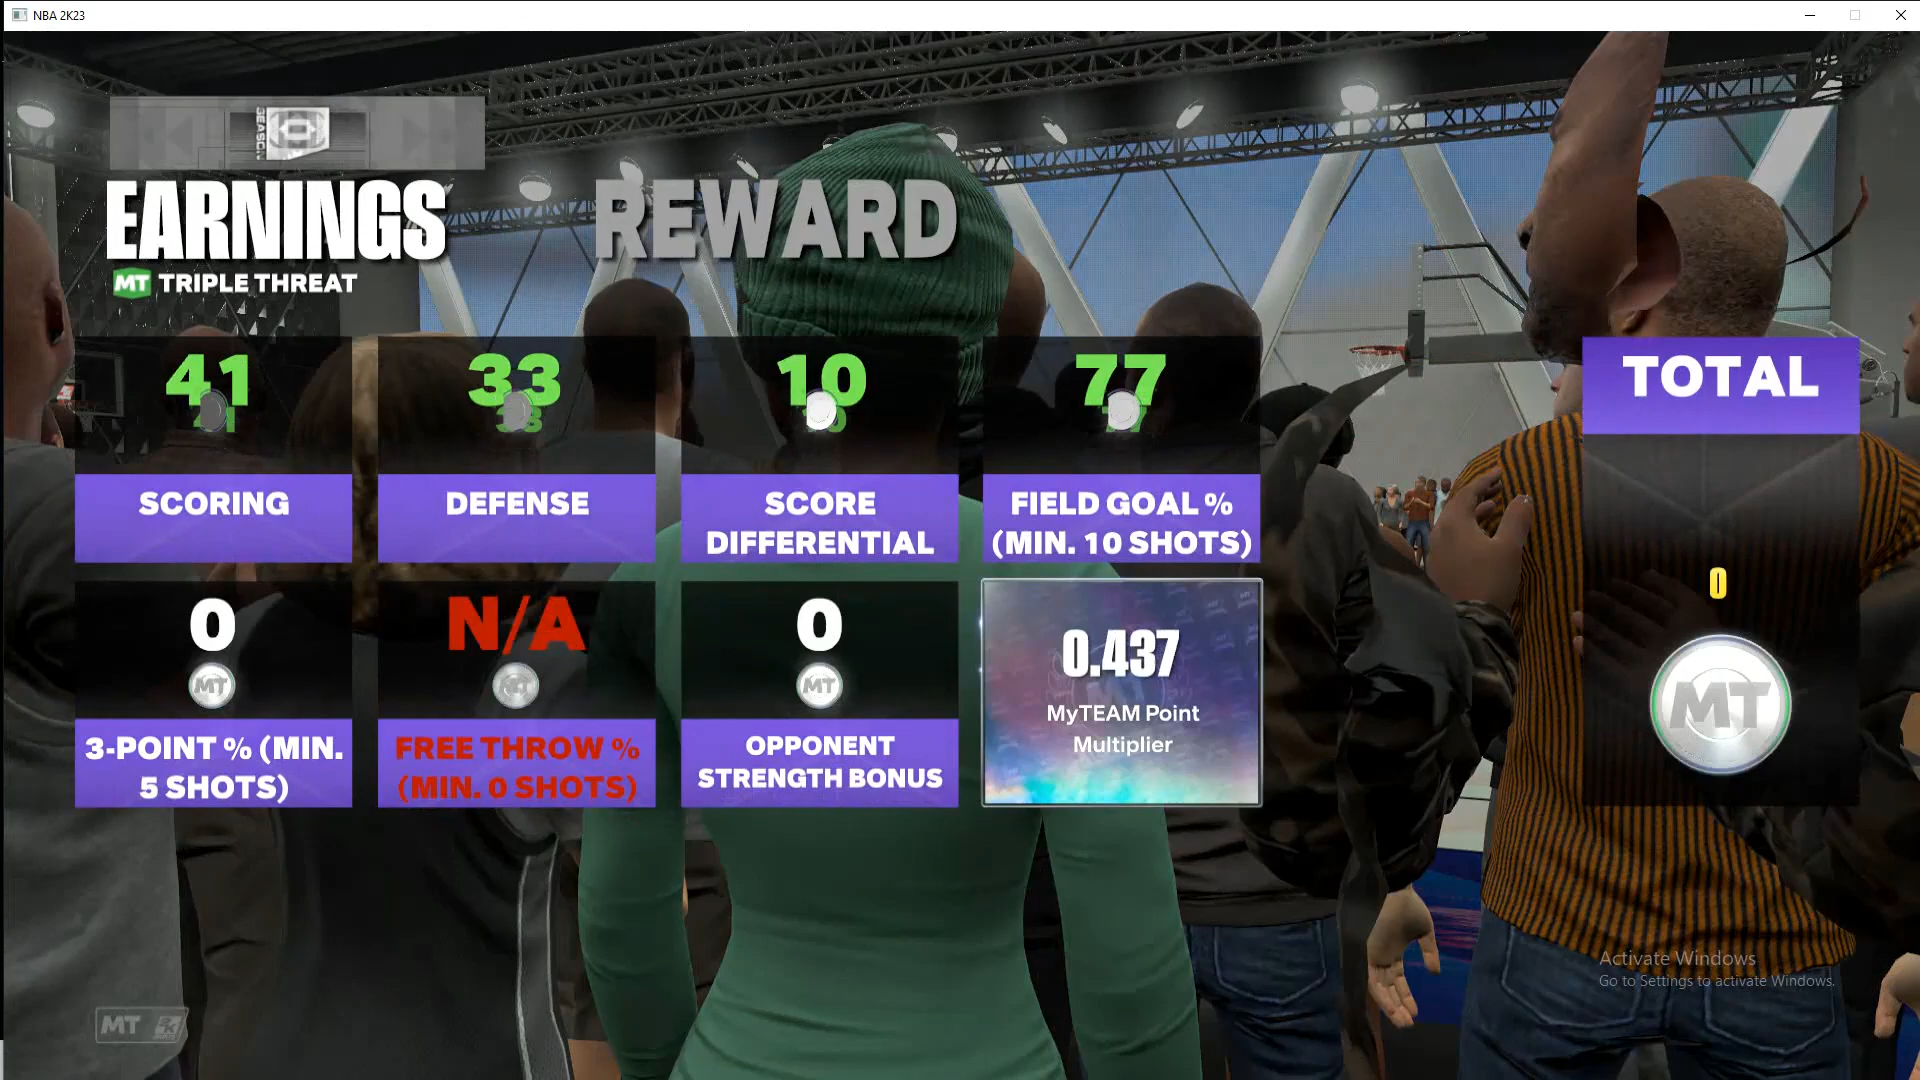 NBA 2K23
SEASON
EARNINGS
REWARD
MT TRIPLE THREAT
41
33
10
77
TOTAL
SCORING
DEFENSE
SCORE
DIFFERENTIAL
FIELD GOAL %
(MIN. 10 SHOTS)
0
0
MT
N/A
0
MT
0.437
MyTEAM Point
Multiplier
MT
3-POINT % (MIN.
5 SHOTS)
FREE THROW %
(MIN. 0 SHOTS)
OPPONENT
STRENGTH BONUS
Activate Windows
Go to Settings to activate Windows.
MT 2K